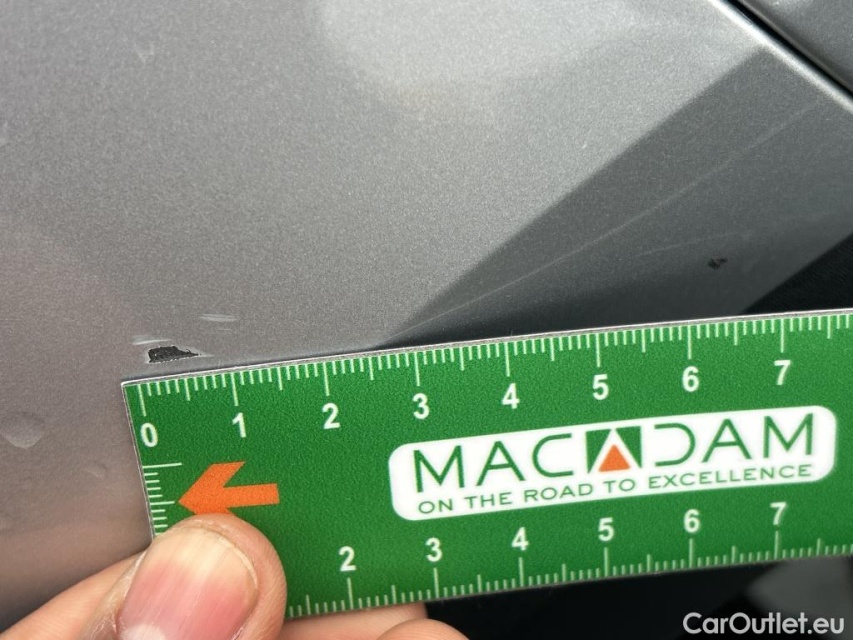 0 1 2 3 4 5 6 7
MACADAM
ON THE ROAD TO EXCELLENCE
2 3 4 5 6 7
CarOutlet.eu